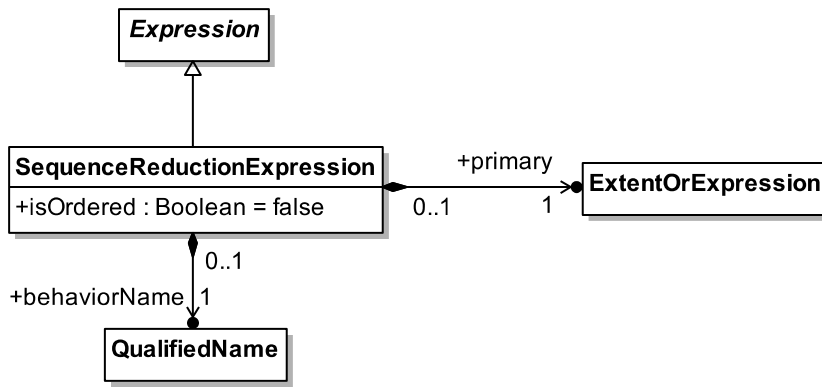 Expression
SequenceReductionExpression
+isOrdered : Boolean = false
+primary
0..1
1
ExtentOrExpression
0..1
+behaviorName
1
QualifiedName